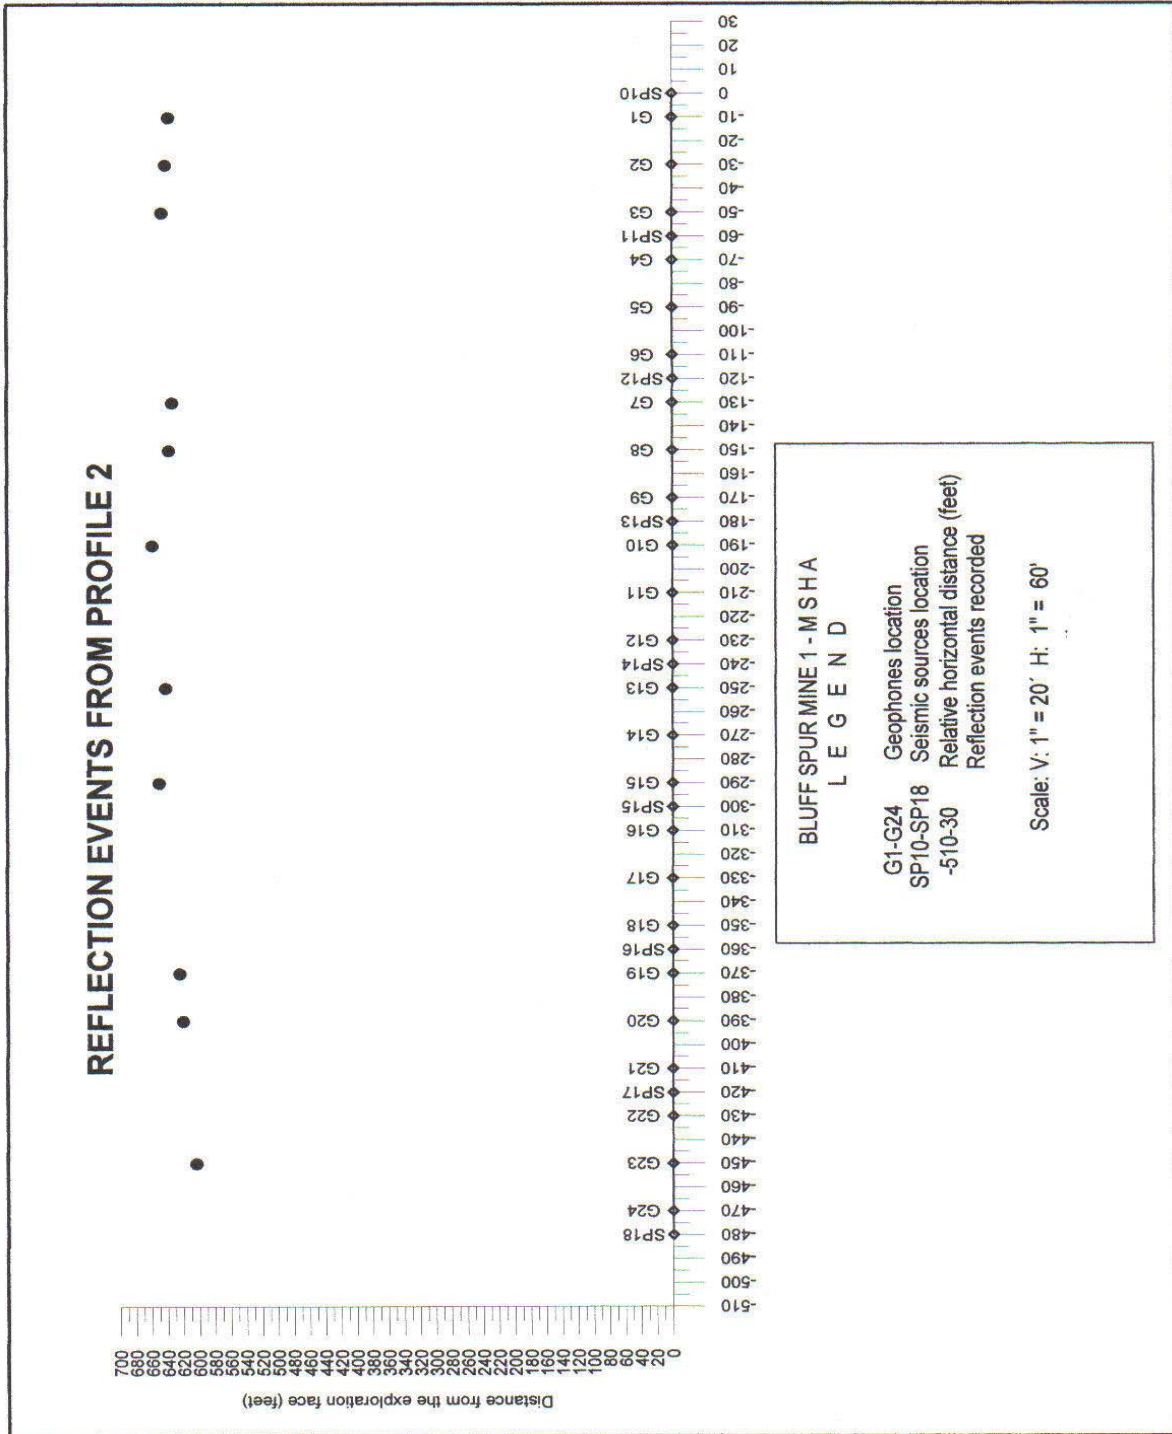 REFLECTION EVENTS FROM PROFILE 2
Distance from the exploration face (feet)
700
680
660
640
620
600
580
560
540
520
500
480
460
440
420
400
380
360
340
320
300
280
260
240
220
200
180
160
140
120
100
80
60
40
20
0
SP18
G24
G23
G22
SP17
G21
G20
G19
SP16
G18
G17
G16
SP15
G15
G14
G13
SP14
G12
G11
G10
SP13
G9
G8
G7
SP12
G6
G5
G4
SP11
G3
G2
G1
SP10
-510
-500
-490
-480
-470
-460
-450
-440
-430
-420
-410
-400
-390
-380
-370
-360
-350
-340
-330
-320
-310
-300
-290
-280
-270
-260
-250
-240
-230
-220
-210
-200
-190
-180
-170
-160
-150
-140
-130
-120
-110
-100
-90
-80
-70
-60
-50
-40
-30
-20
-10
0
10
20
30
BLUFF SPUR MINE 1 - M S H A
L E G E N D
G1-G24 Geophones location
SP10-SP18 Seismic sources location
-510-30 Relative horizontal distance (feet)
Reflection events recorded
Scale: V: 1" = 20' H: 1" = 60'